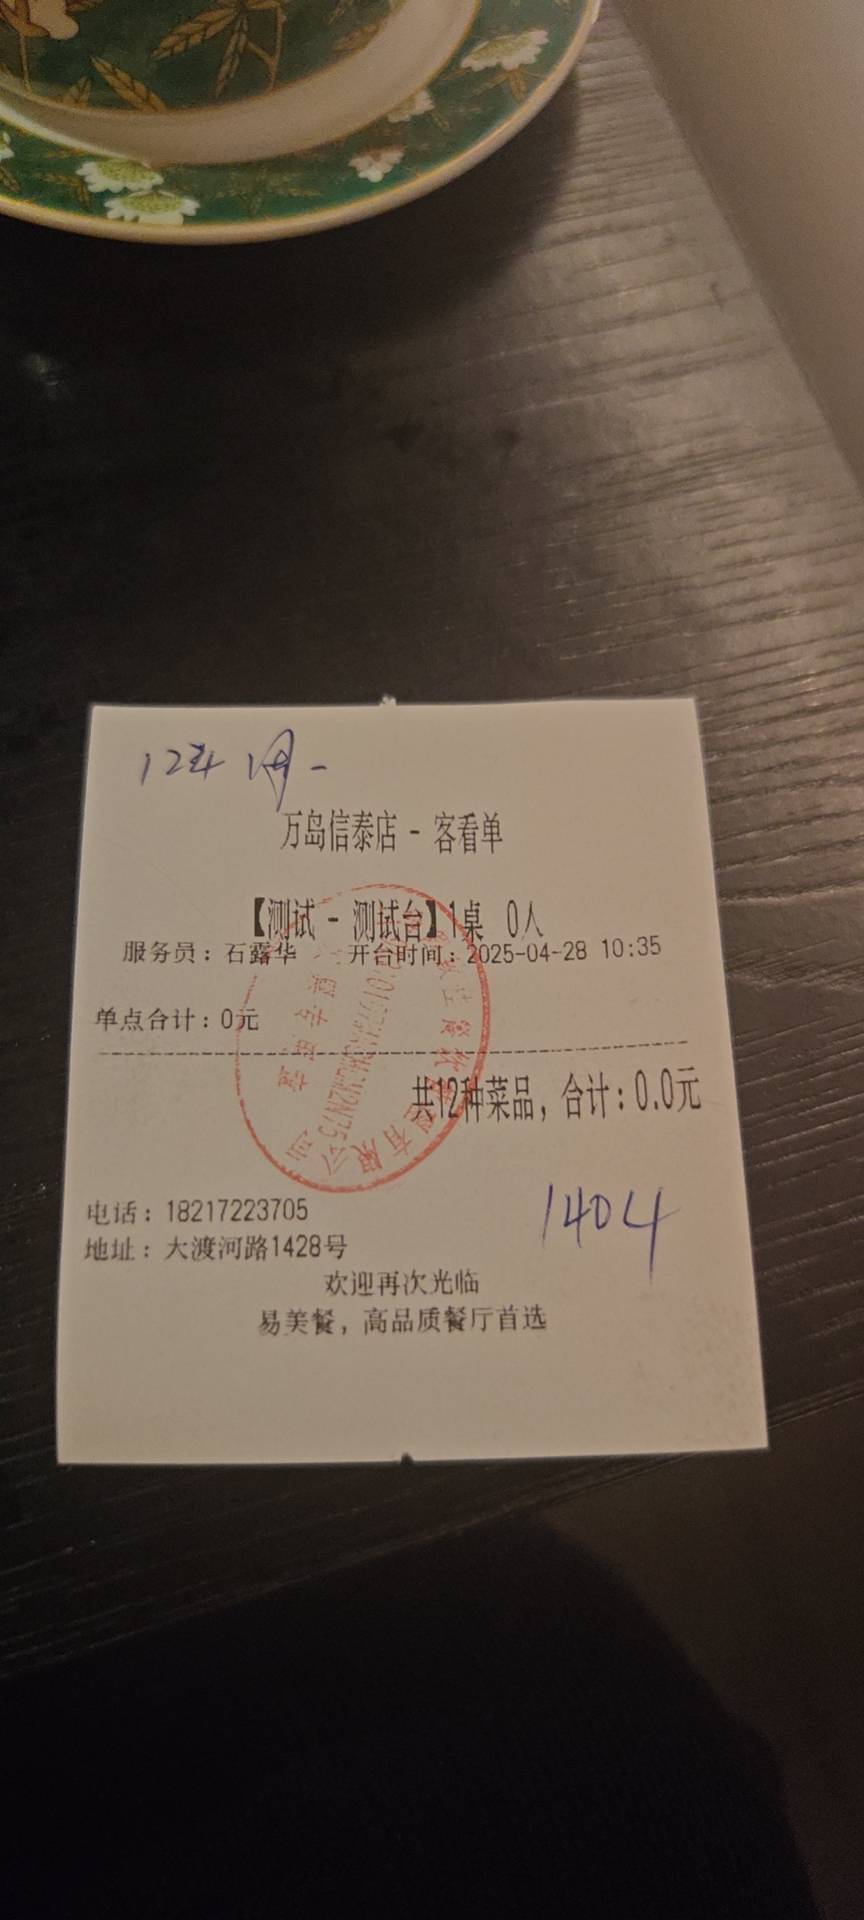 万岛信泰店 - 客看单
【测试 - 测试台】1桌 0人
服务员：石露华 开台时间：2025-04-28 10:35
单点合计：0元
共12种菜品，合计：0.0元
电话：18217223705
1404
地址：大渡河路1428号
欢迎再次光临
易美餐，高品质餐厅首选